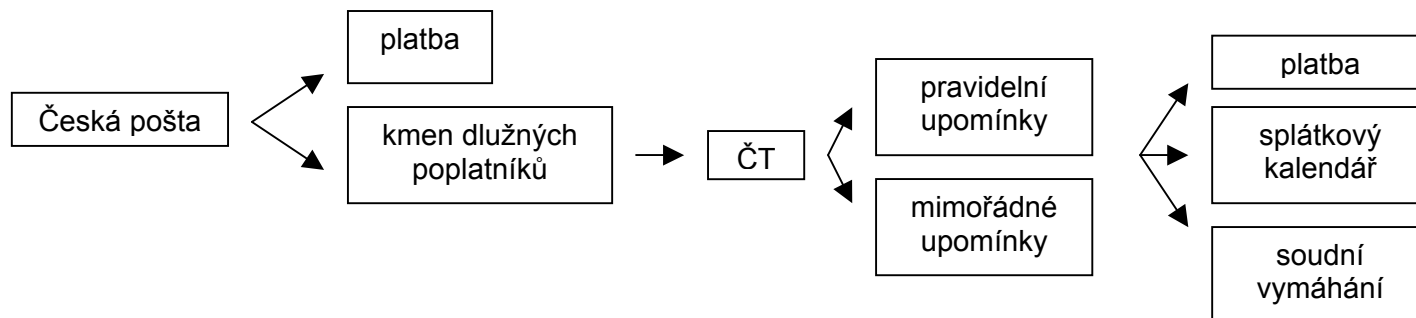 Česká pošta
platba
kmen dlužných
poplatníků
ČT
pravidelní
upomínky
mimořádné
upomínky
platba
splátkový
kalendář
soudní
vymáhání